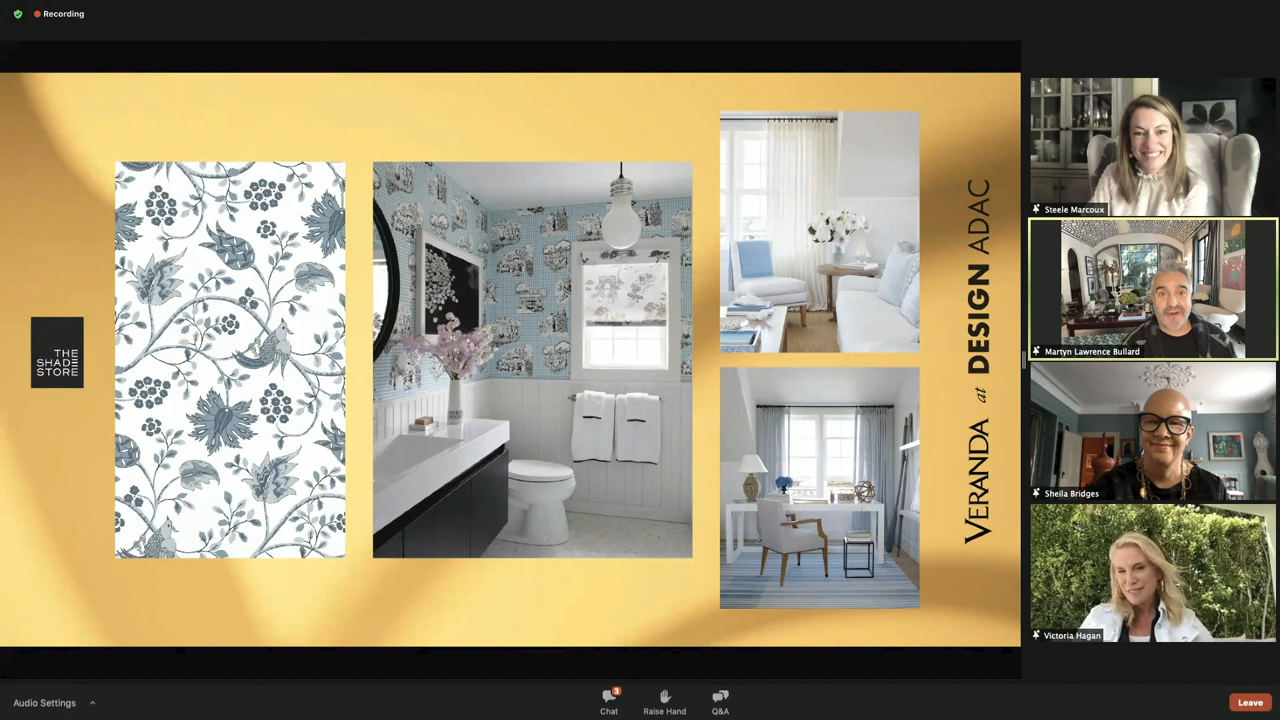 Recording
THE
SHADE
STORE
VERANDA at DESIGN ADAC
Steele Marcoux
Martyn Lawrence Bullard
Sheila Bridges
Victoria Hagan
Audio Settings
3
Chat
Raise Hand
Q&A
Leave